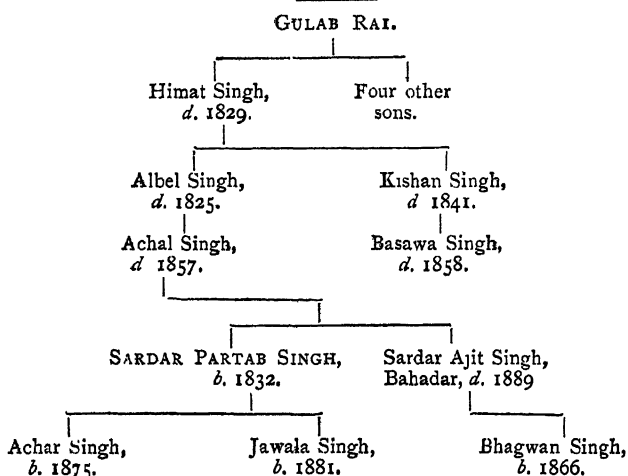 GULAB RAI.
Himat Singh, Four other
d. 1829. sons.
Albel Singh, Kishan Singh,
d. 1825. d 1841.
Achal Singh, Basawa Singh,
d 1857. d. 1858.
SARDAR PARTAB SINGH, Sardar Ajit Singh,
b. 1832. Bahadar, d. 1889
Achar Singh, Jawala Singh, Bhagwan Singh,
b. 1875. b. 1881. b. 1866.